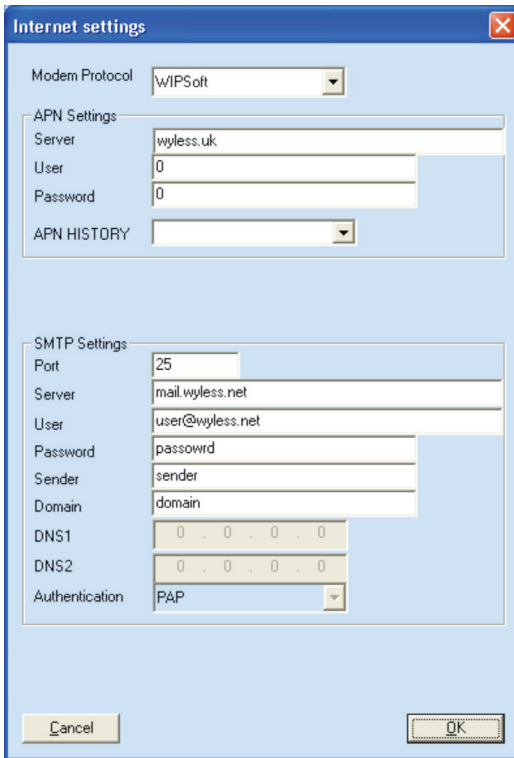 Internet settings
Modem Protocol WIPSoft
APN Settings
Server wyless.uk
User 0
Password 0
APN HISTORY
SMTP Settings
Port 25
Server mail.wyless.net
User user@wyless.net
Password passowrd
Sender sender
Domain domain
DNS1 0 . 0 . 0 . 0
DNS2 0 . 0 . 0 . 0
Authentication PAP
Cancel OK